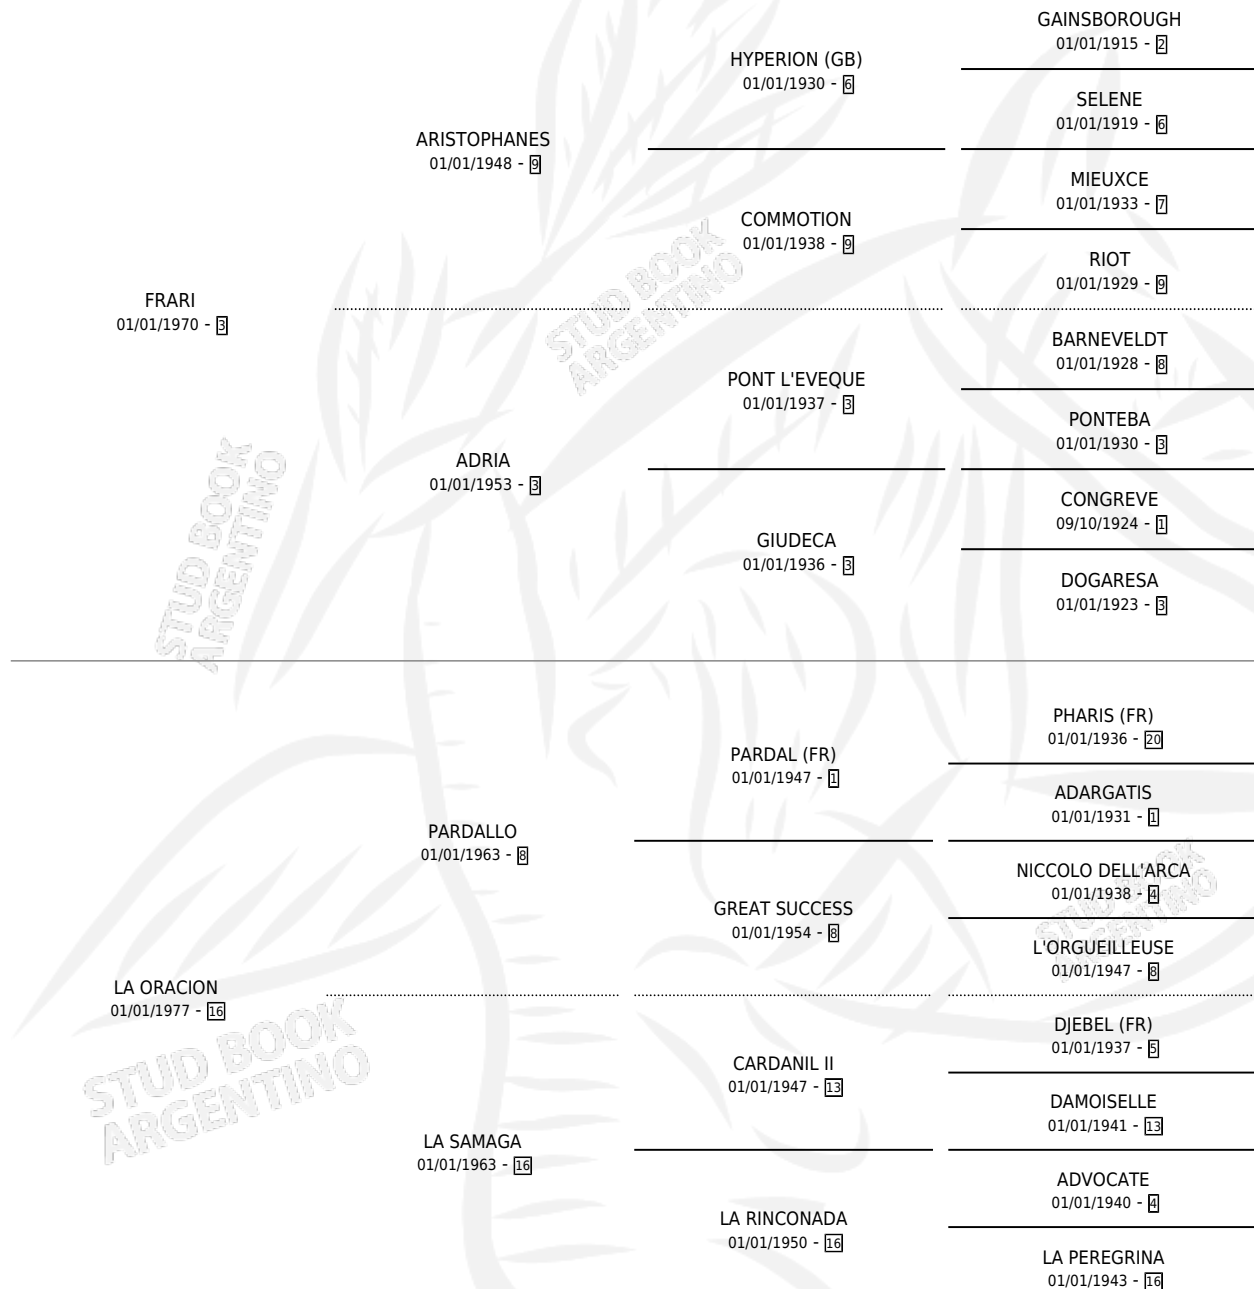 GAINSBOROUGH
01/01/1915 - 2
HYPERION (GB)
01/01/1930 - 6
SELENE
01/01/1919 - 6
ARISTOPHANES
01/01/1948 - 9
MIEUXCE
01/01/1933 - 7
COMMOTION
01/01/1938 - 9
RIOT
01/01/1929 - 9
FRARI
01/01/1970 - 3
BARNEVELDT
01/01/1928 - 8
PONT L'EVEQUE
01/01/1937 - 3
PONTEBA
01/01/1930 - 3
ADRIA
01/01/1953 - 3
CONGREVE
09/10/1924 - 1
GIUDECA
01/01/1936 - 3
DOGARESA
01/01/1923 - 3
PHARIS (FR)
01/01/1936 - 20
PARDAL (FR)
01/01/1947 - 1
ADARGATIS
01/01/1931 - 1
PARDALLO
01/01/1963 - 8
NICCOLO DELL'ARCA
01/01/1938 - 4
GREAT SUCCESS
01/01/1954 - 8
L'ORGUEILLEUSE
01/01/1947 - 8
LA ORACION
01/01/1977 - 16
DJEBEL (FR)
01/01/1937 - 5
CARDANIL II
01/01/1947 - 13
DAMOISELLE
01/01/1941 - 13
LA SAMAGA
01/01/1963 - 16
ADVOCATE
01/01/1940 - 4
LA RINCONADA
01/01/1950 - 16
LA PEREGRINA
01/01/1943 - 16
STUD BOOK
ARGENTINO
STUD BOOK
ARGENTINO
STUD BOOK
ARGENTINO
STUD BOOK
ARGENTINO